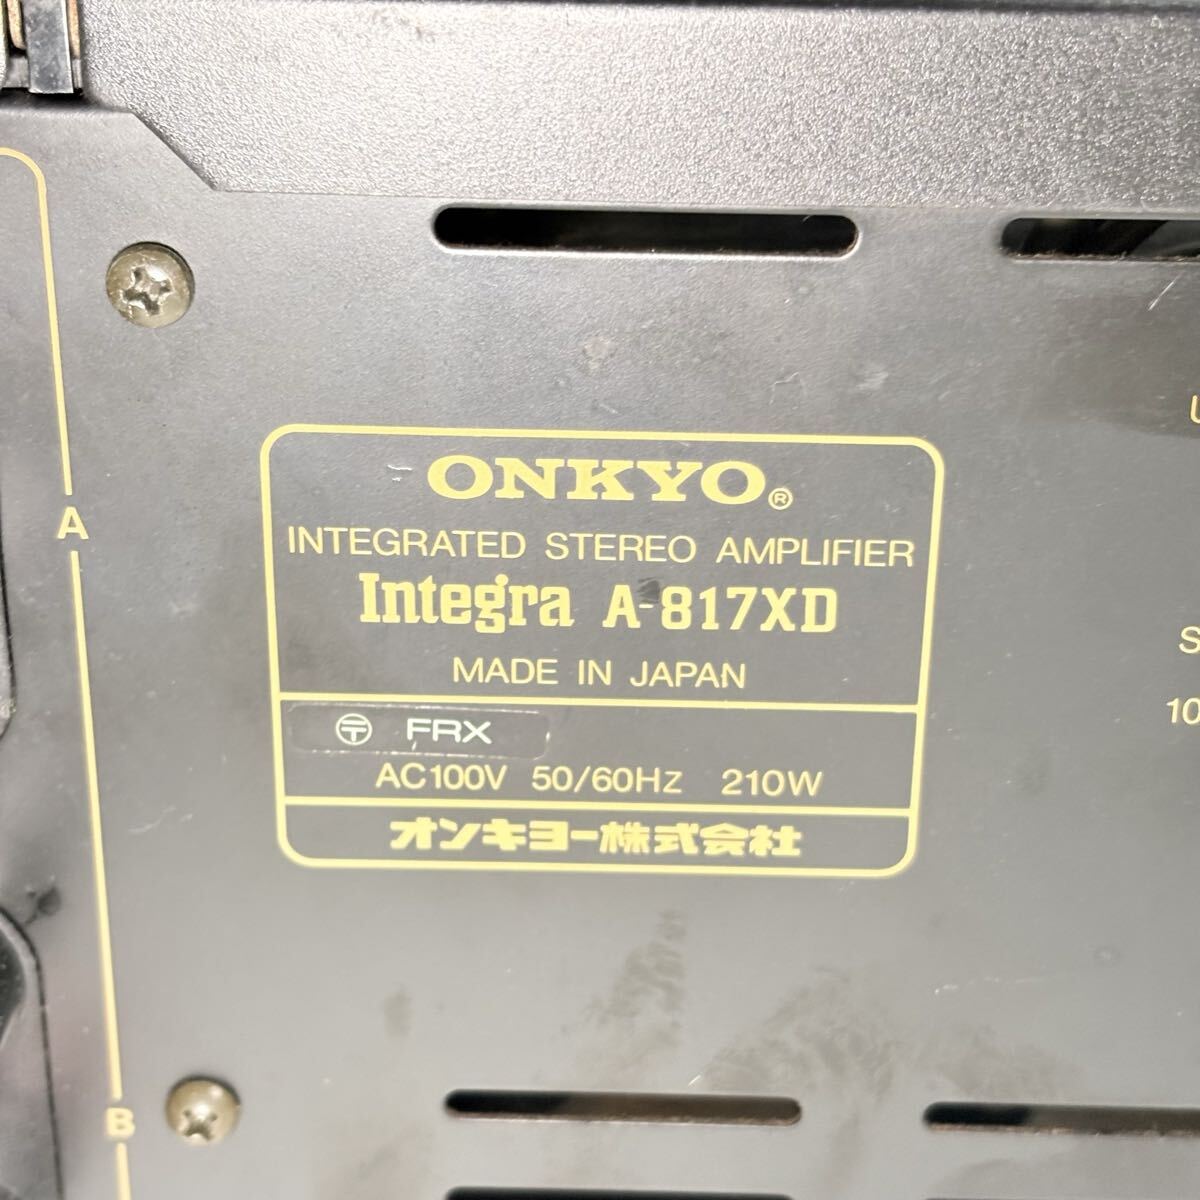 ONKYO®
INTEGRATED STEREO AMPLIFIER
Integra A-817XD
MADE IN JAPAN
〒 FRX
AC100V 50/60Hz 210W
オンキヨー株式会社
A
B